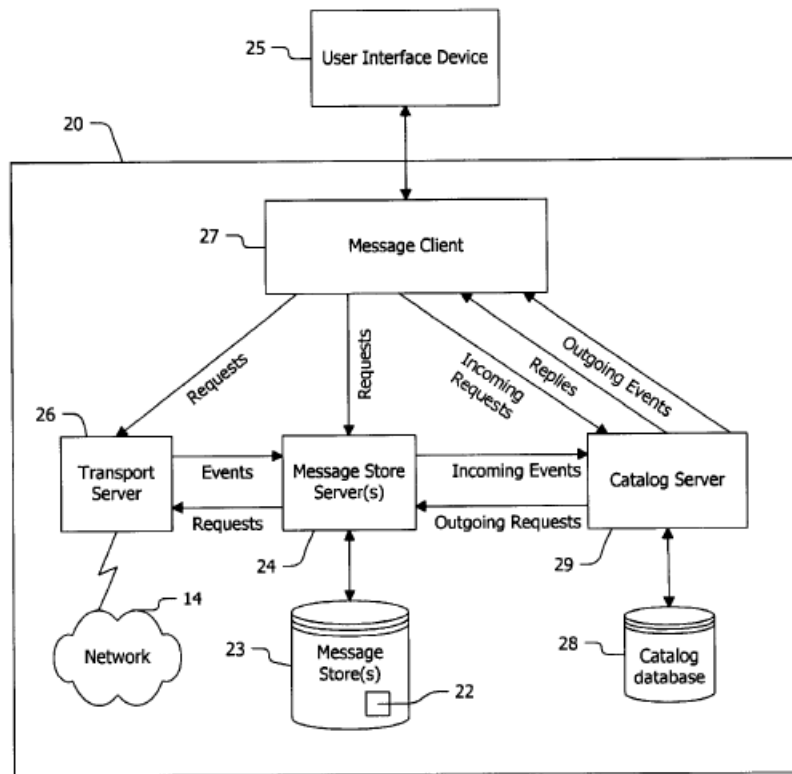 25
User Interface Device
20
27
Message Client
Requests
Requests
Incoming
Requests
Replies
Outgoing Events
26
Transport
Server
Events
Requests
Message Store
Server(s)
24
Incoming Events
Outgoing Requests
Catalog Server
29
14
Network
23
Message
Store(s)
22
28
Catalog
database